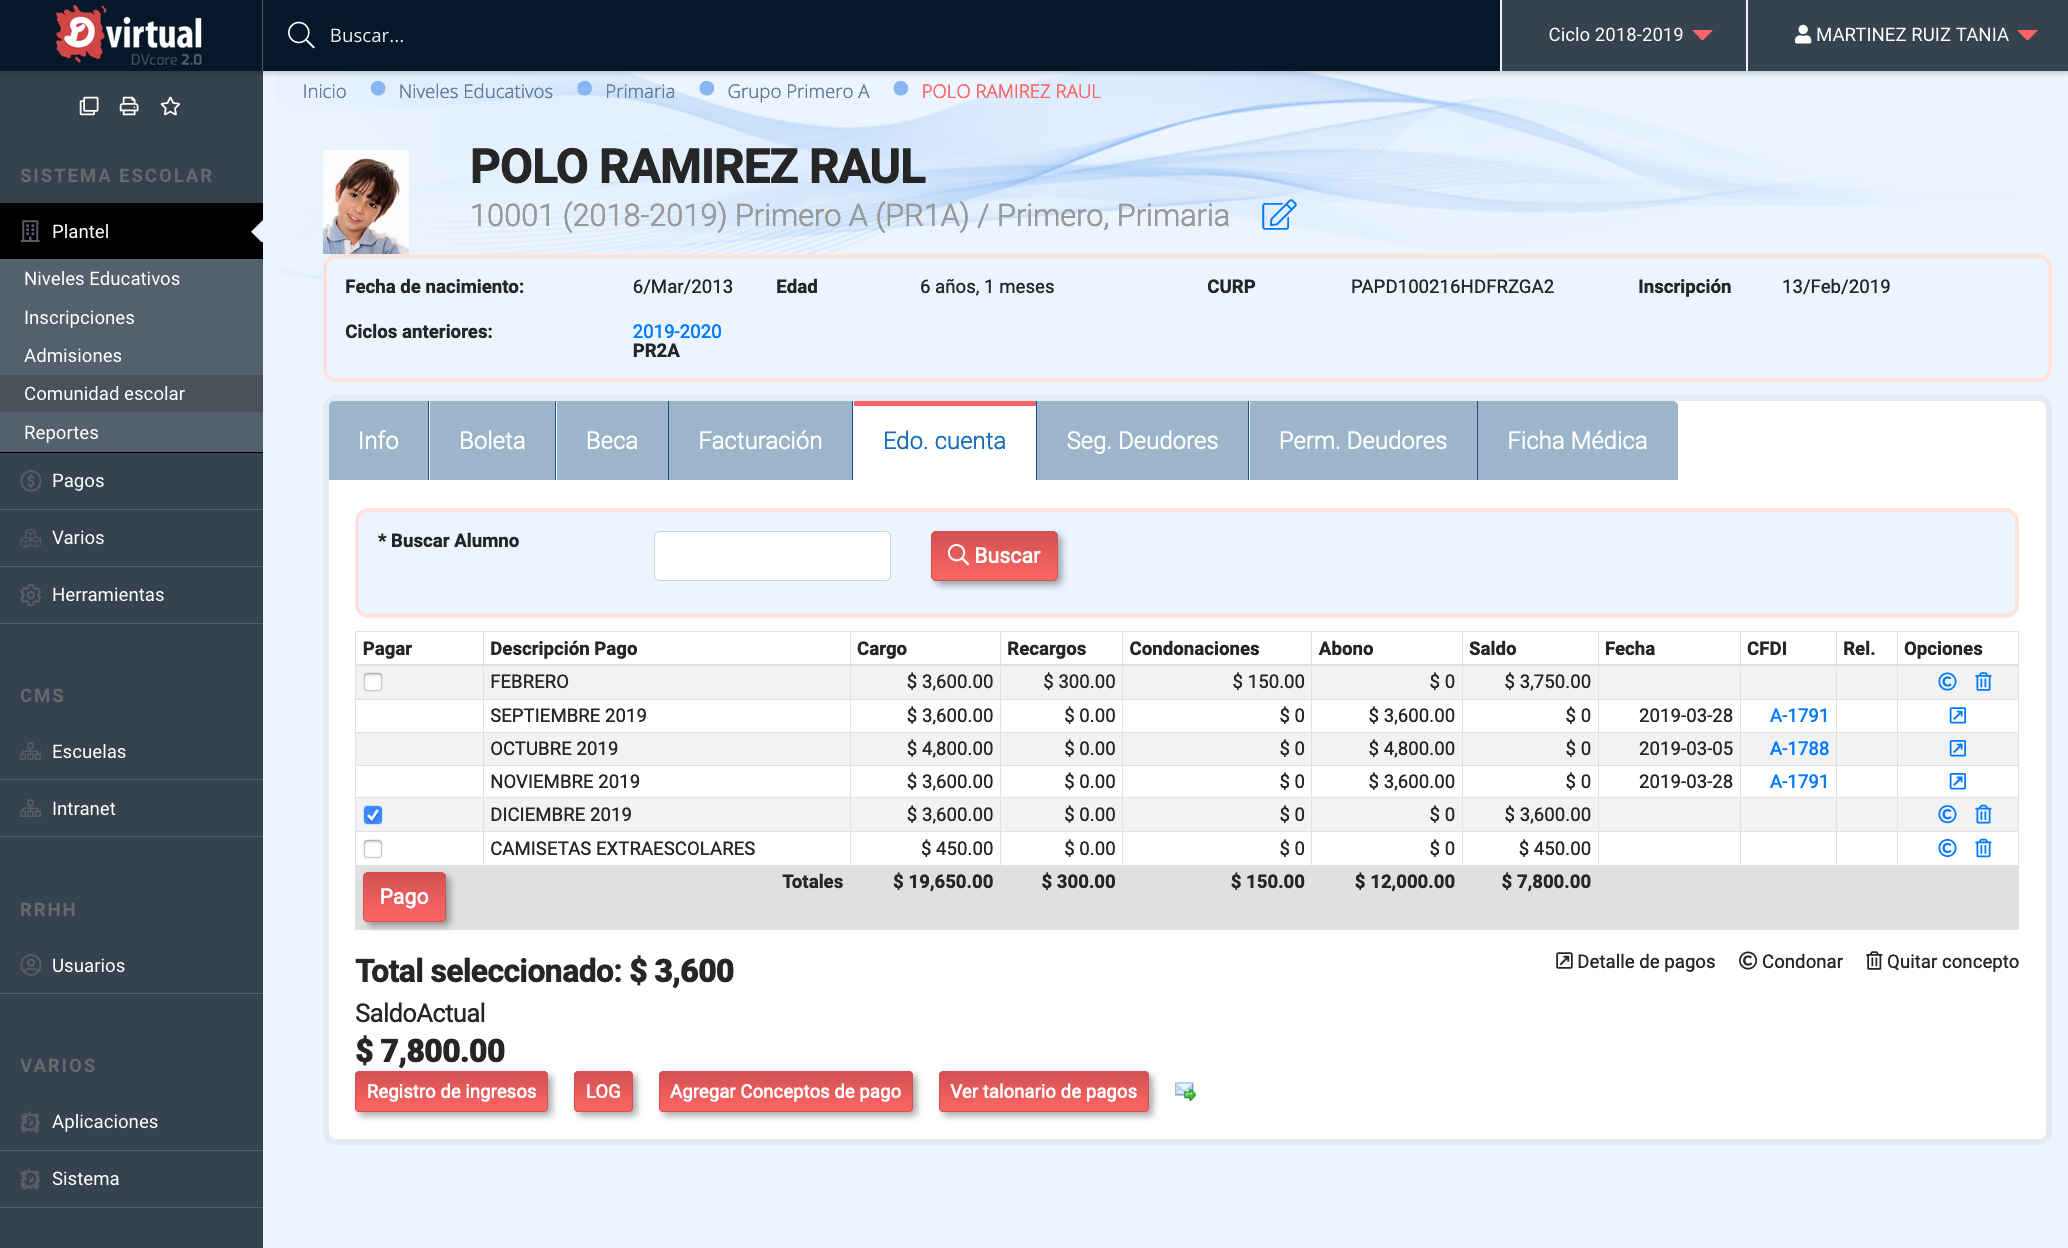 Dvirtual
DVcore 2.0
Buscar...
Ciclo 2018-2019
MARTINEZ RUIZ TANIA
Inicio Niveles Educativos Primaria Grupo Primero A POLO RAMIREZ RAUL
SISTEMA ESCOLAR
Plantel
Niveles Educativos
Inscripciones
Admisiones
Comunidad escolar
Reportes
Pagos
Varios
Herramientas
CMS
Escuelas
Intranet
RRHH
Usuarios
VARIOS
Aplicaciones
Sistema
POLO RAMIREZ RAUL
10001 (2018-2019) Primero A (PR1A) / Primero, Primaria
Fecha de nacimiento: 6/Mar/2013 Edad 6 años, 1 meses CURP PAPD100216HDFRZGA2 Inscripción 13/Feb/2019
Ciclos anteriores: 2019-2020
PR2A
Info Boleta Beca Facturación Edo. cuenta Seg. Deudores Perm. Deudores Ficha Médica
* Buscar Alumno Buscar
Pagar Descripción Pago Cargo Recargos Condonaciones Abono Saldo Fecha CFDI Rel. Opciones
FEBRERO $ 3,600.00 $ 300.00 $ 150.00 $ 0 $ 3,750.00
SEPTIEMBRE 2019 $ 3,600.00 $ 0.00 $ 0 $ 3,600.00 $ 0 2019-03-28 A-1791
OCTUBRE 2019 $ 4,800.00 $ 0.00 $ 0 $ 4,800.00 $ 0 2019-03-05 A-1788
NOVIEMBRE 2019 $ 3,600.00 $ 0.00 $ 0 $ 3,600.00 $ 0 2019-03-28 A-1791
DICIEMBRE 2019 $ 3,600.00 $ 0.00 $ 0 $ 0 $ 3,600.00
CAMISETAS EXTRAESCOLARES $ 450.00 $ 0.00 $ 0 $ 0 $ 450.00
Pago Totales $ 19,650.00 $ 300.00 $ 150.00 $ 12,000.00 $ 7,800.00
Total seleccionado: $ 3,600
Detalle de pagos Condonar Quitar concepto
SaldoActual
$ 7,800.00
Registro de ingresos LOG Agregar Conceptos de pago Ver talonario de pagos